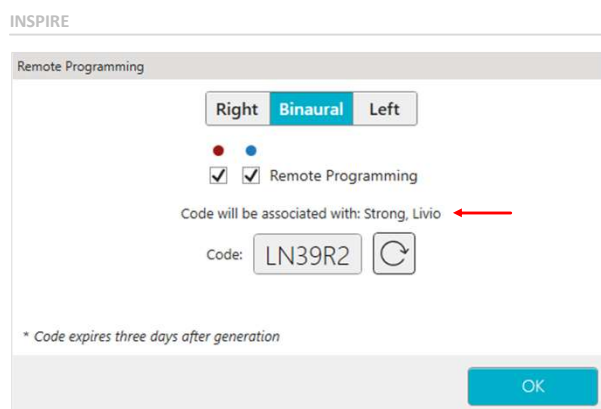 INSPIRE
Remote Programming
Right Binaural Left
Remote Programming
Code will be associated with: Strong, Livio
Code: LN39R2
* Code expires three days after generation
OK